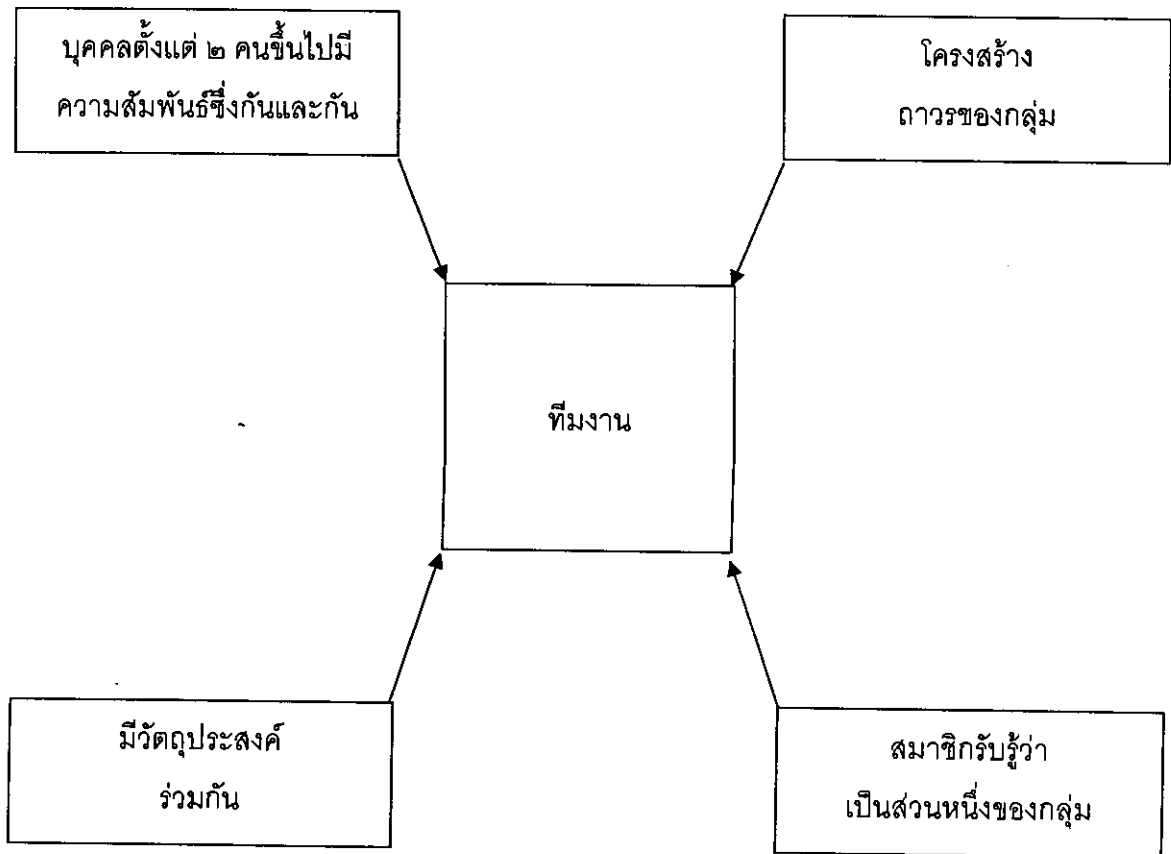 บุคคลตั้งแต่ ๒ คนขึ้นไปมี
ความสัมพันธ์ซึ่งกันและกัน
โครงสร้าง
ถาวรของกลุ่ม
ทีมงาน
มีวัตถุประสงค์
ร่วมกัน
สมาชิกรับรู้ว่า
เป็นส่วนหนึ่งของกลุ่ม